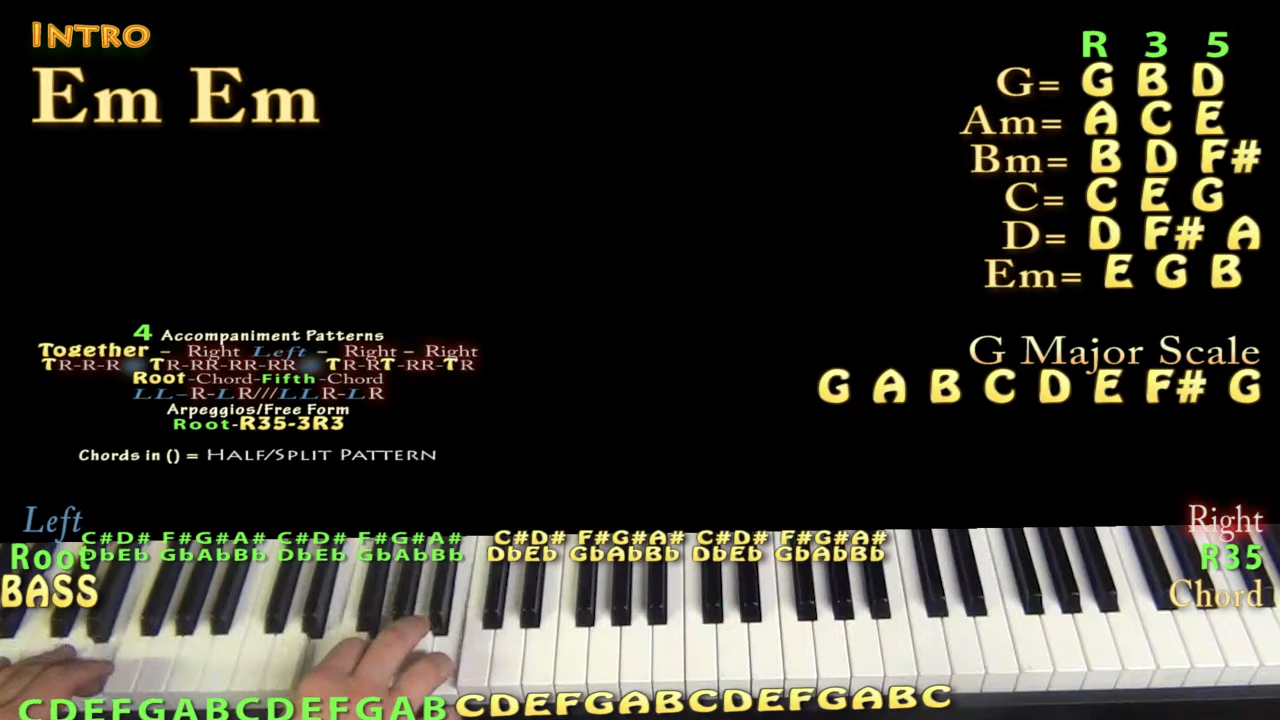 INTRO
Em Em
R 3 5
G= G B D
Am= A C E
Bm= B D F#
C= C E G
D= D F# A
Em= E G B
G Major Scale
G A B C D E F# G
4 Accompaniment Patterns
Together - Right Left - Right - Right
TR-R-R TR-RR-RR-RR TR-RT-RR-TR
Root-Chord-Fifth-Chord
LL-R-LR///LLR-LR
Arpeggios/Free Form
Root-R35-3R3
Chords in () = HALF/SPLIT PATTERN
Left
Root
BASS
Right
R35
Chord
C#D# F#G#A# C#D# F#G#A# C#D# F#G#A# C#D# F#G#A#
DbEb GbAbBb DbEb GbAbBb DbEb GbAbBb DbEb GbAbBb
CDEFGABCDEFGAB CDEFGABCDEFGABC